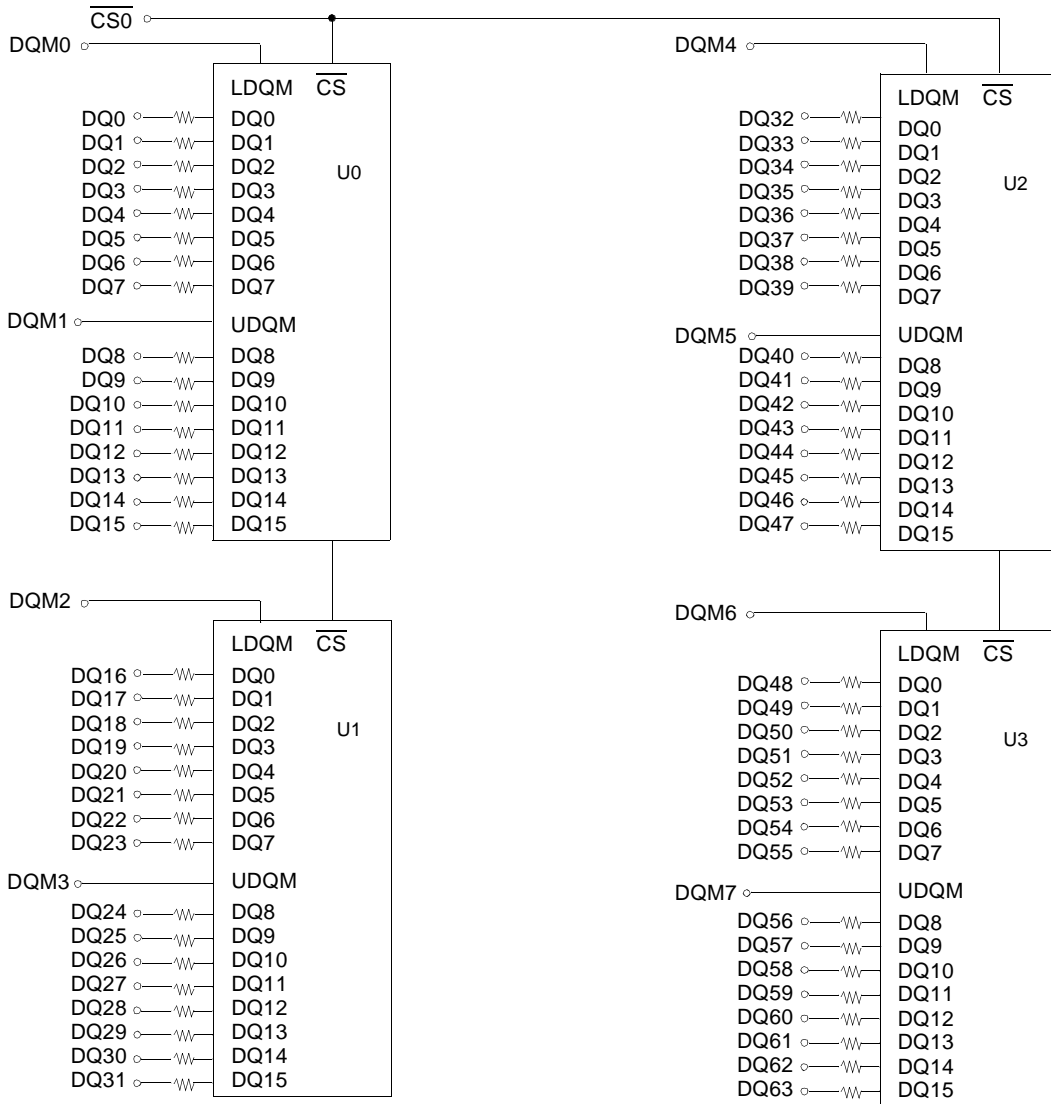 CS0
DQM0
LDQM CS
DQ0 DQ0
DQ1 DQ1
DQ2 DQ2
U0
DQ3 DQ3
DQ4 DQ4
DQ5 DQ5
DQ6 DQ6
DQ7 DQ7
DQM1 UDQM
DQ8 DQ8
DQ9 DQ9
DQ10 DQ10
DQ11 DQ11
DQ12 DQ12
DQ13 DQ13
DQ14 DQ14
DQ15 DQ15
DQM2
LDQM CS
DQ16 DQ0
DQ17 DQ1
DQ18 DQ2
U1
DQ19 DQ3
DQ20 DQ4
DQ21 DQ5
DQ22 DQ6
DQ23 DQ7
DQM3 UDQM
DQ24 DQ8
DQ25 DQ9
DQ26 DQ10
DQ27 DQ11
DQ28 DQ12
DQ29 DQ13
DQ30 DQ14
DQ31 DQ15
DQM4
LDQM CS
DQ32 DQ0
DQ33 DQ1
DQ34 DQ2
U2
DQ35 DQ3
DQ36 DQ4
DQ37 DQ5
DQ38 DQ6
DQ39 DQ7
DQM5 UDQM
DQ40 DQ8
DQ41 DQ9
DQ42 DQ10
DQ43 DQ11
DQ44 DQ12
DQ45 DQ13
DQ46 DQ14
DQ47 DQ15
DQM6
LDQM CS
DQ48 DQ0
DQ49 DQ1
DQ50 DQ2
U3
DQ51 DQ3
DQ52 DQ4
DQ53 DQ5
DQ54 DQ6
DQ55 DQ7
DQM7 UDQM
DQ56 DQ8
DQ57 DQ9
DQ58 DQ10
DQ59 DQ11
DQ60 DQ12
DQ61 DQ13
DQ62 DQ14
DQ63 DQ15